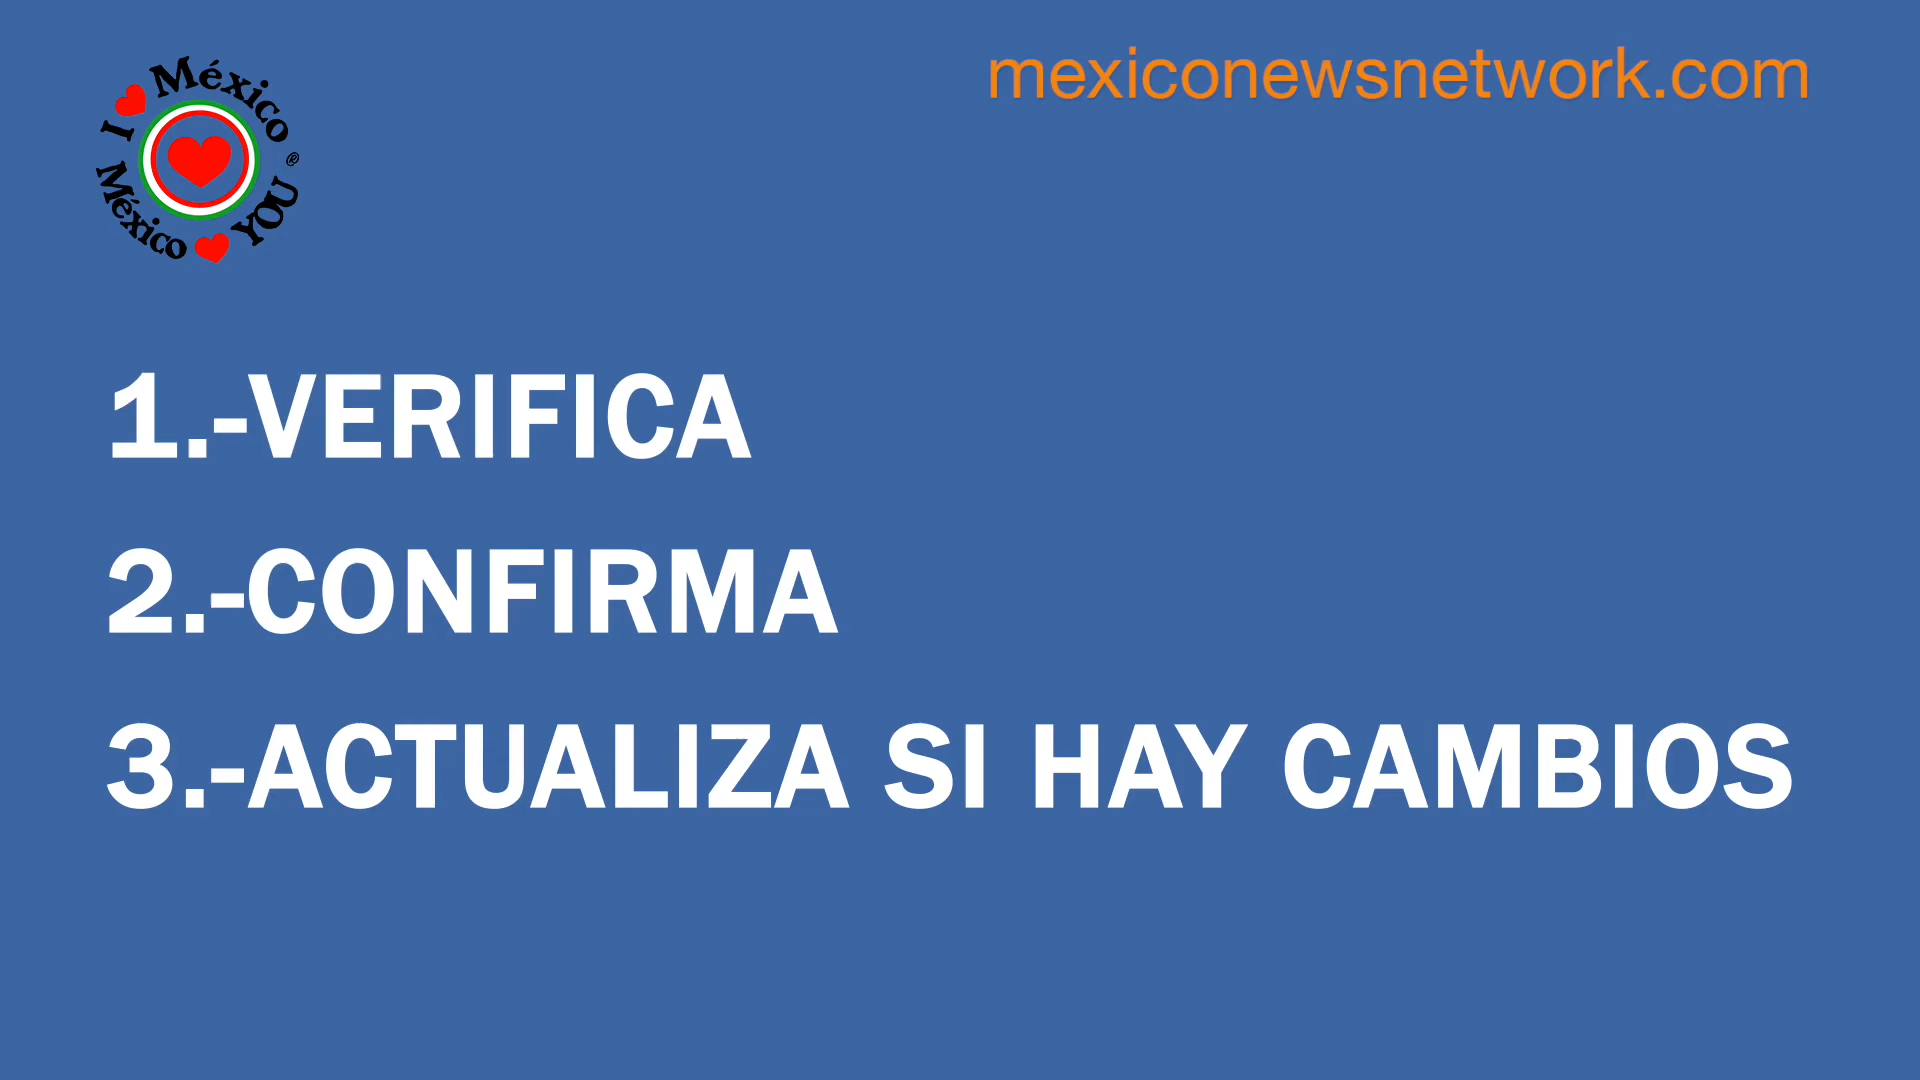 I México ®
México YOU
mexiconewsnetwork.com
1.-VERIFICA
2.-CONFIRMA
3.-ACTUALIZA SI HAY CAMBIOS